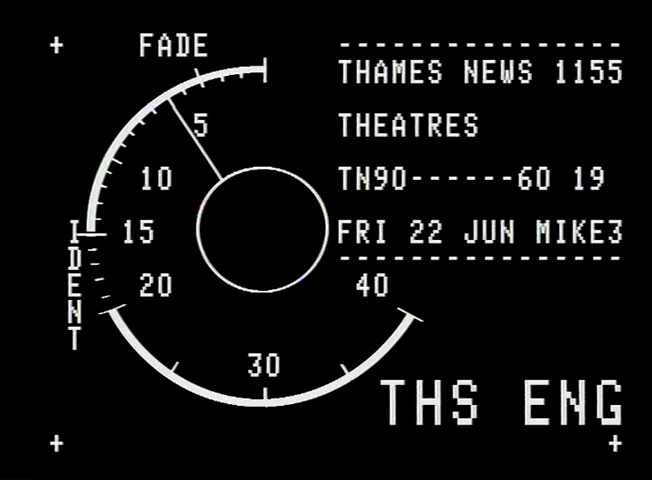 FADE
THAMES NEWS 1155
THEATRES
TN90------60 19
FRI 22 JUN MIKE3
5
10
15
20
30
40
IDENT
THS ENG